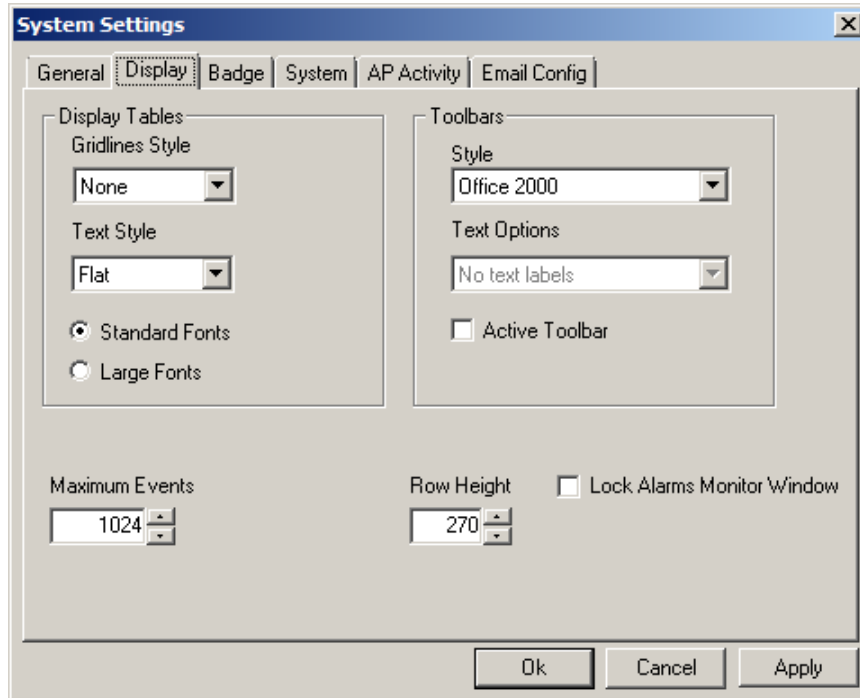 System Settings
General Display Badge System AP Activity Email Config
Display Tables
Gridlines Style
None
Text Style
Flat
Standard Fonts
Large Fonts
Toolbars
Style
Office 2000
Text Options
No text labels
Active Toolbar
Maximum Events
1024
Row Height
270
Lock Alarms Monitor Window
Ok Cancel Apply